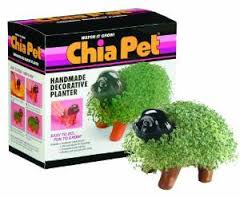 WATCH IT GROW!
Chia Pet
HANDMADE
DECORATIVE
PLANTER
EASY TO DO,
FUN TO GROW!